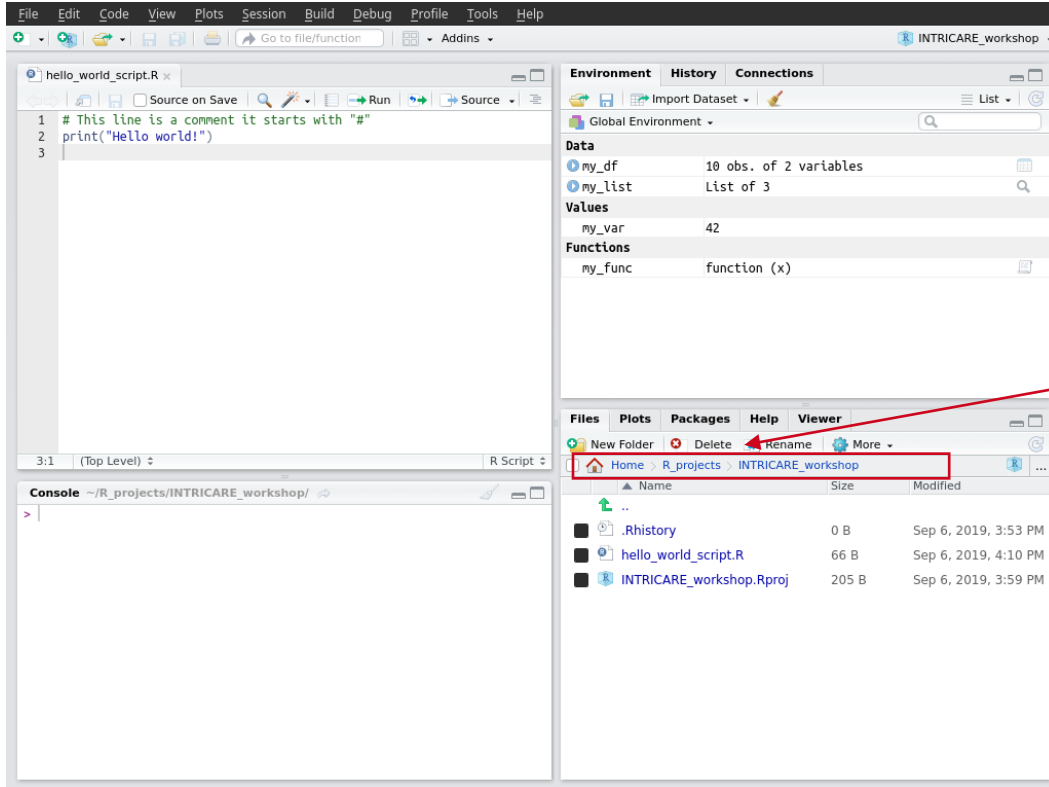 File Edit Code View Plots Session Build Debug Profile Tools Help
Go to file/function Addins INTRICARE_workshop
hello_world_script.R
Source on Save Run Source
1 # This line is a comment it starts with "#"
2 print("Hello world!")
3
3:1 (Top Level) R Script
Console ~/R_projects/INTRICARE_workshop/
>
Environment History Connections
Import Dataset List
Global Environment
Data
my_df 10 obs. of 2 variables
my_list List of 3
Values
my_var 42
Functions
my_func function (x)
Files Plots Packages Help Viewer
New Folder Delete Rename More
Home R_projects INTRICARE_workshop ...
Name Size Modified
..
.Rhistory 0 B Sep 6, 2019, 3:53 PM
hello_world_script.R 66 B Sep 6, 2019, 4:10 PM
INTRICARE_workshop.Rproj 205 B Sep 6, 2019, 3:59 PM